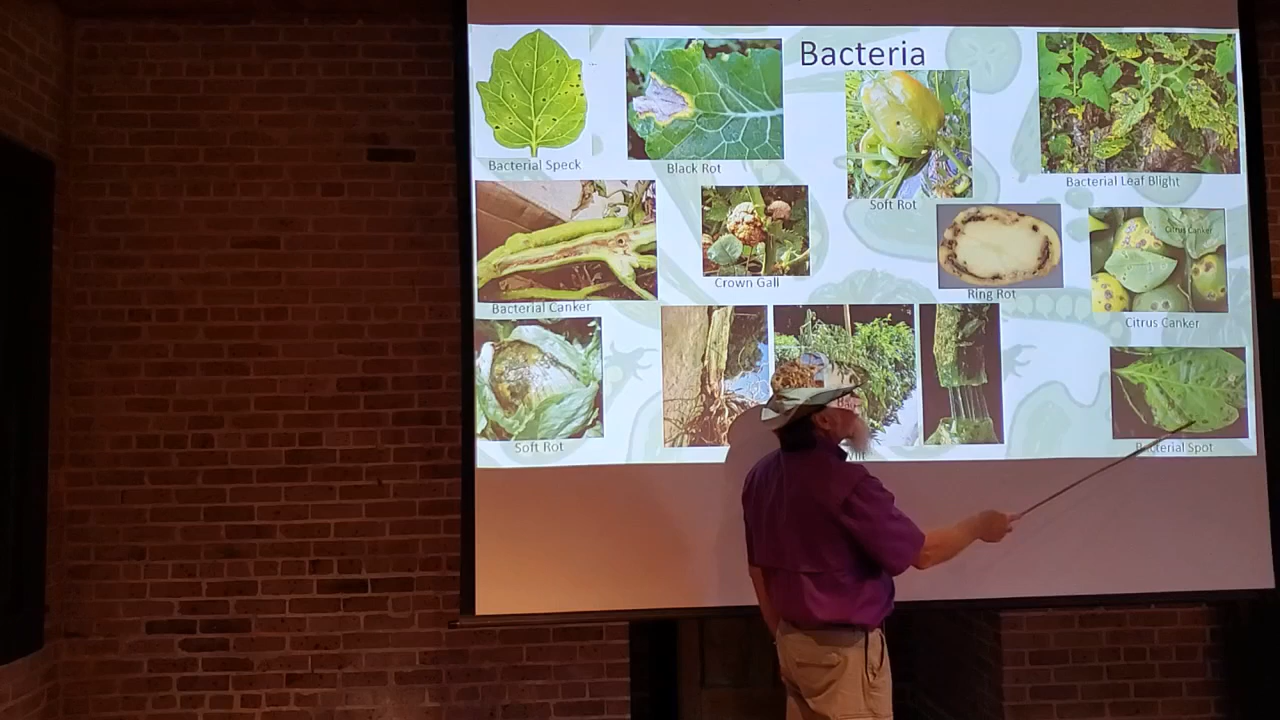 Bacteria
Bacterial Speck
Black Rot
Soft Rot
Bacterial Leaf Blight
Bacterial Canker
Crown Gall
Ring Rot
Citrus Canker
Citrus Canker
Soft Rot
Bacterial Spot